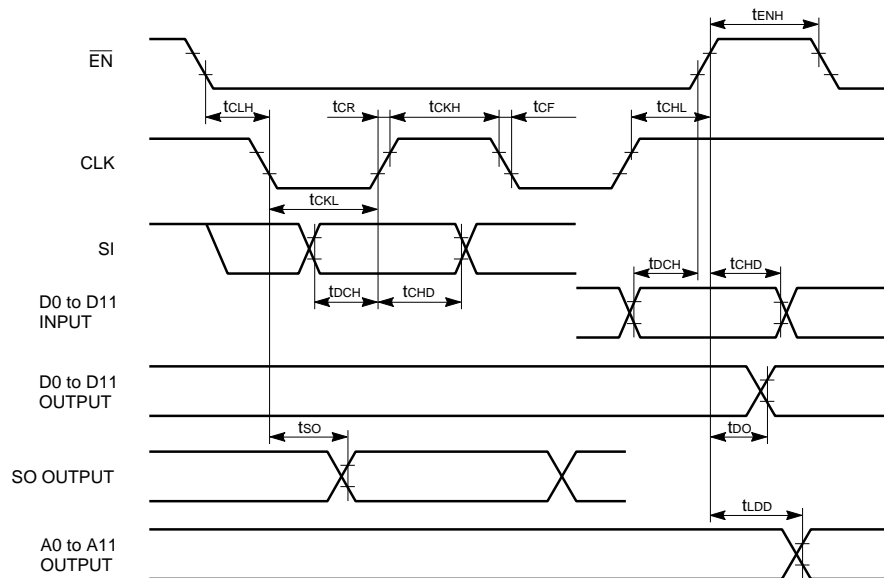 tENH
EN
tCLH tCR tCKH tCF tCHL
CLK
tCKL
SI
tDCH tCHD
tDCH tCHD
D0 to D11
INPUT
D0 to D11
OUTPUT
tSO tDO
SO OUTPUT
tLDD
A0 to A11
OUTPUT